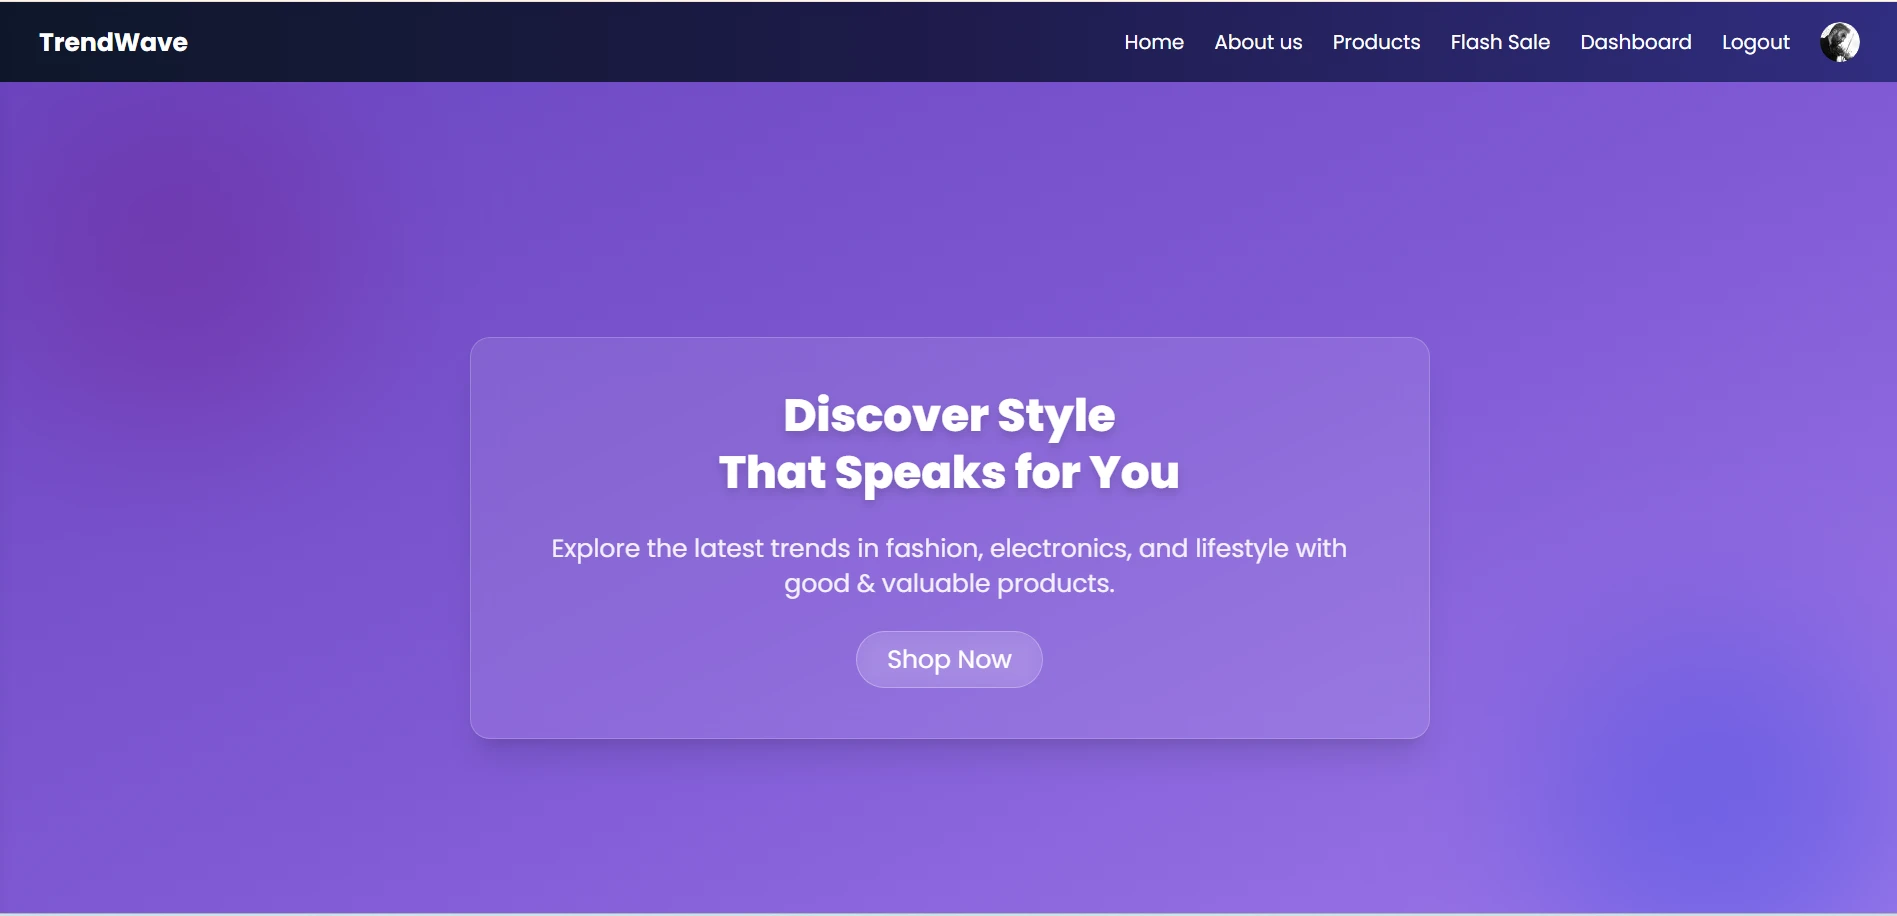 TrendWave
Home About us Products Flash Sale Dashboard Logout
Discover Style
That Speaks for You
Explore the latest trends in fashion, electronics, and lifestyle with
good & valuable products.
Shop Now